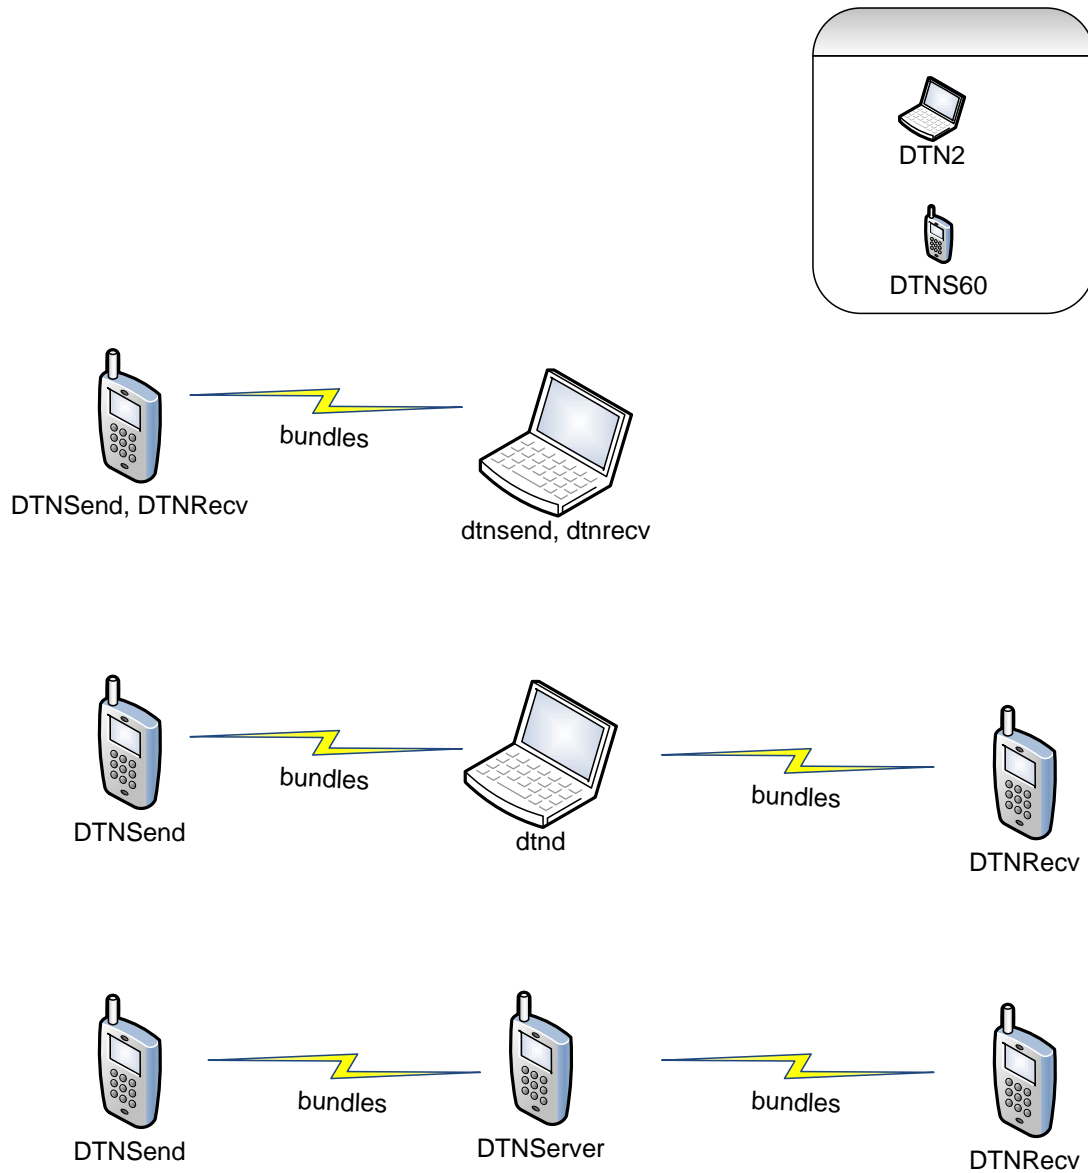 DTN2
DTNS60
bundles
DTNSend, DTNRecv
dtnsend, dtnrecv
bundles
bundles
DTNSend
dtnd
DTNRecv
bundles
bundles
DTNSend
DTNServer
DTNRecv